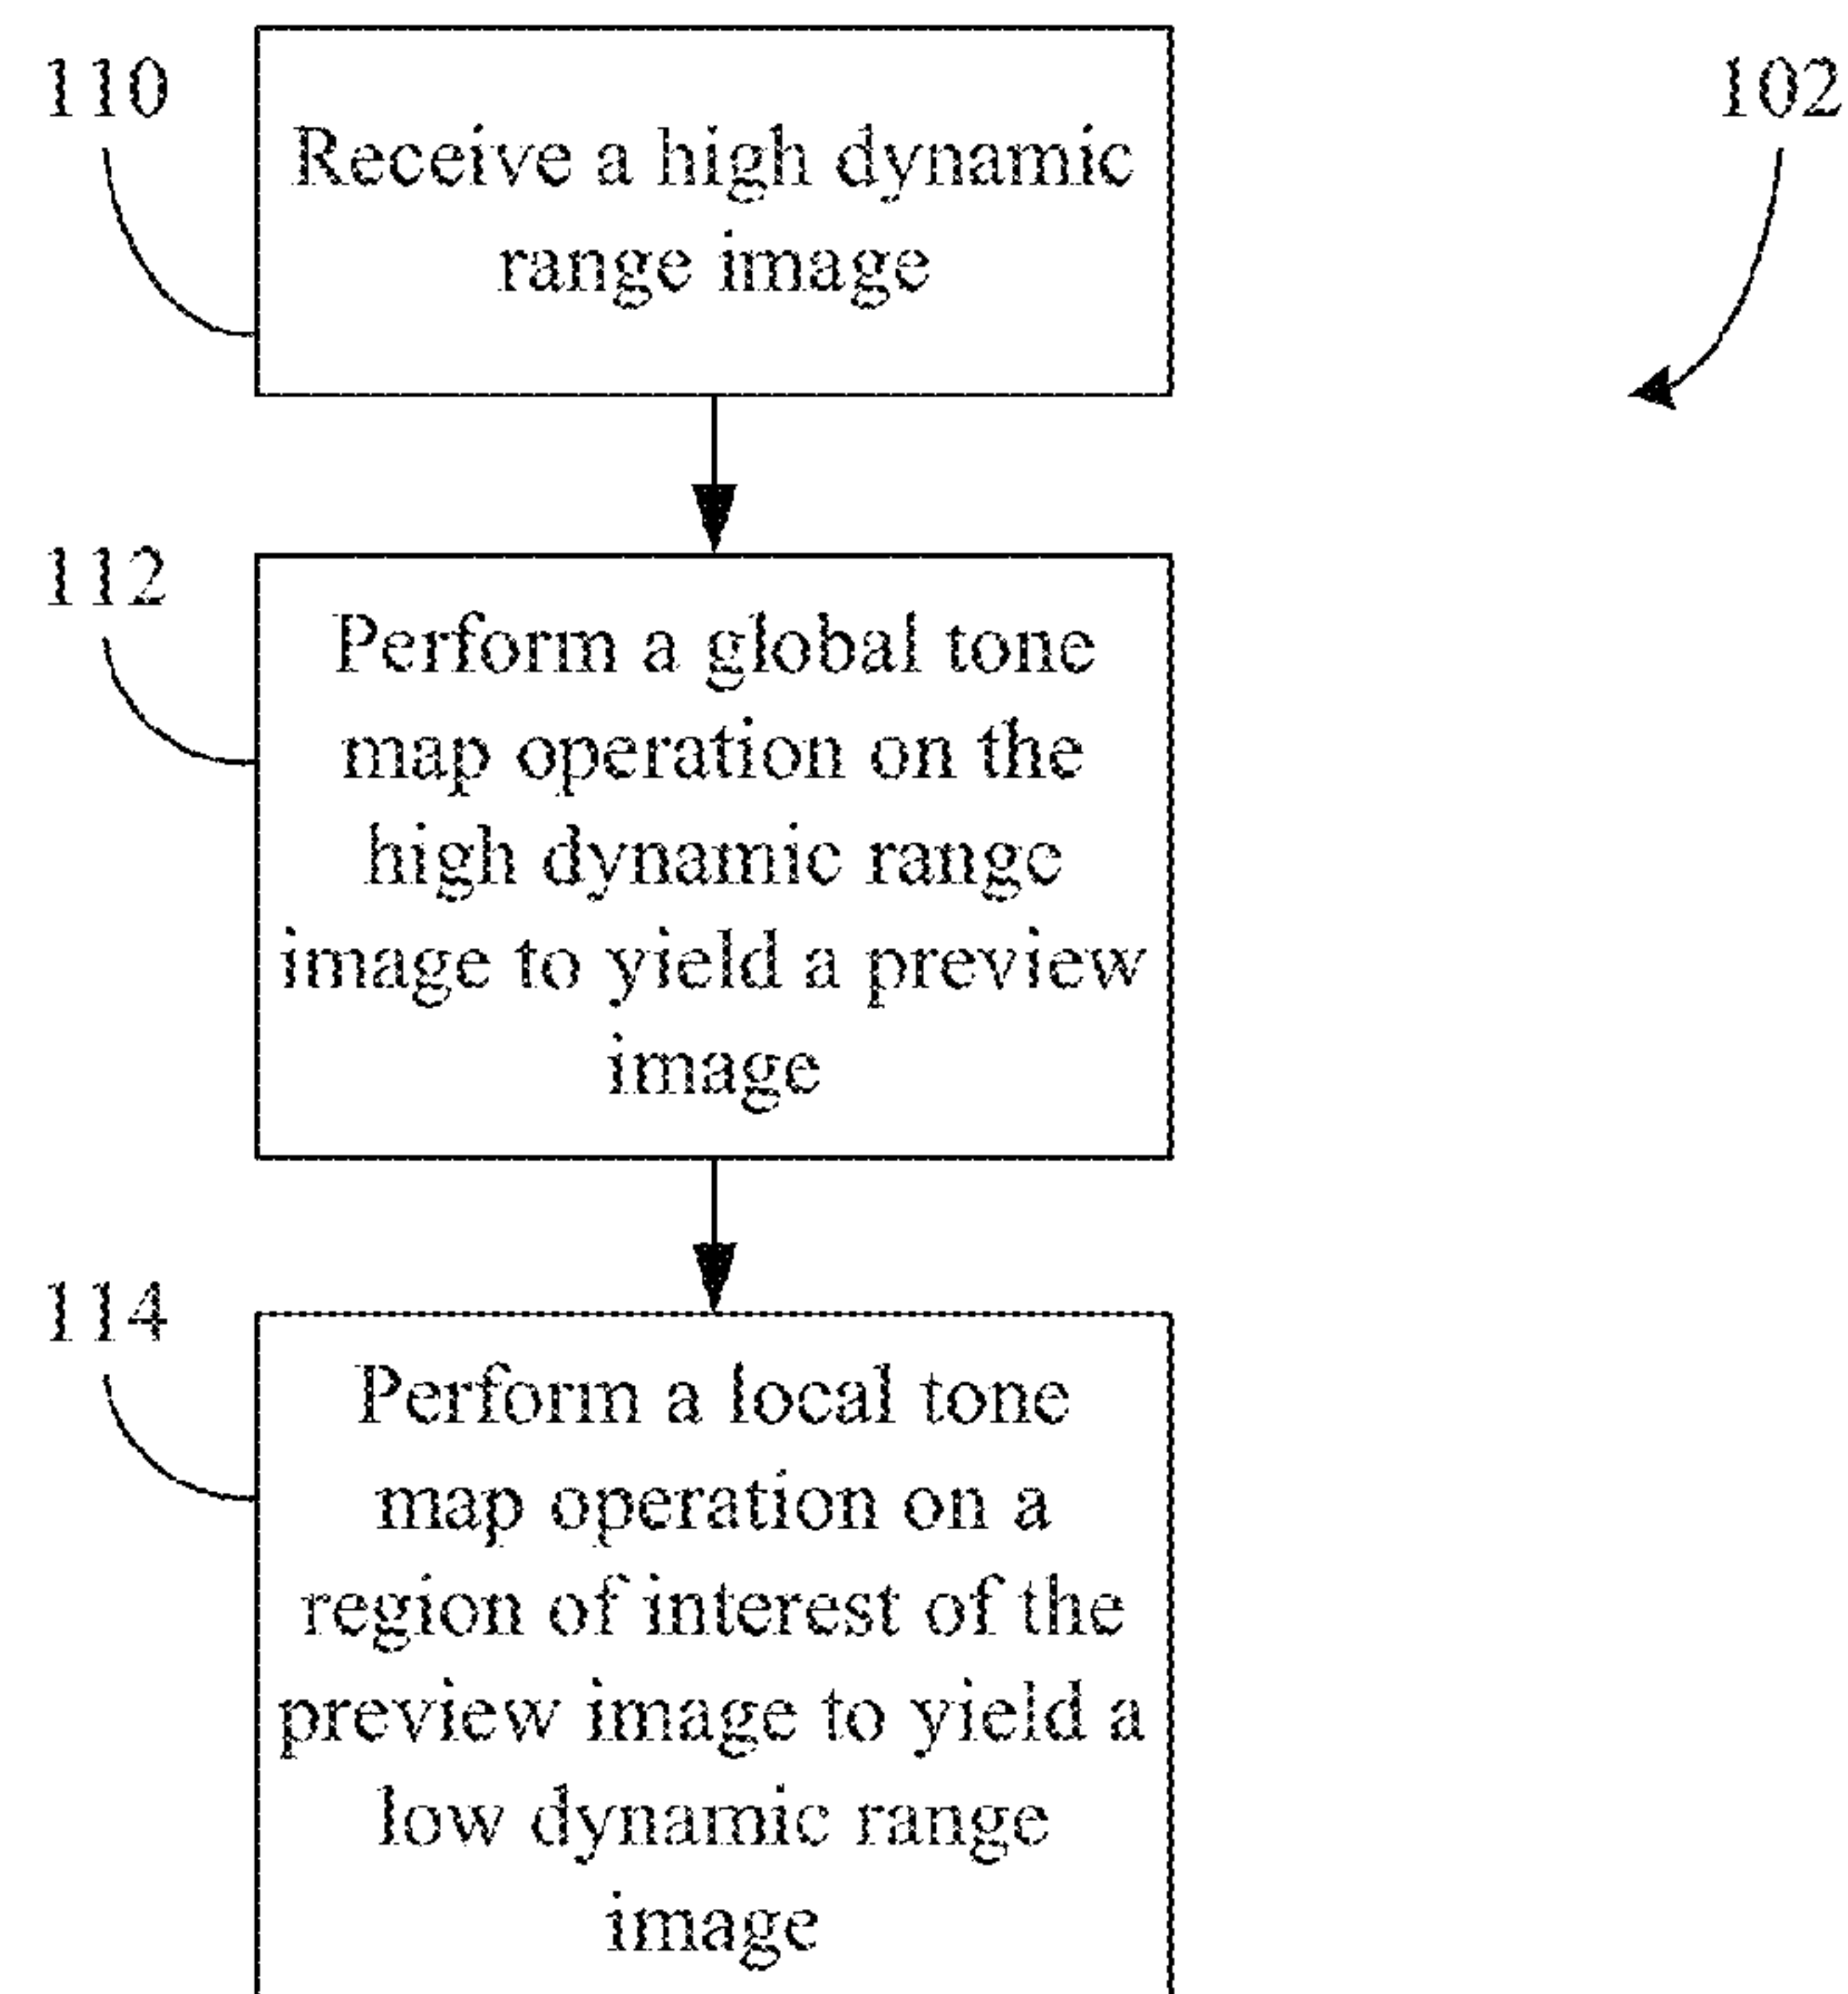 110
102
Receive a high dynamic
range image
112
Perform a global tone
map operation on the
high dynamic range
image to yield a preview
image
114
Perform a local tone
map operation on a
region of interest of the
preview image to yield a
low dynamic range
image